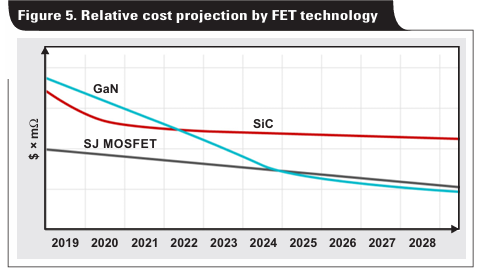 Figure 5. Relative cost projection by FET technology
GaN
SiC
SJ MOSFET
$ × mΩ
2019 2020 2021 2022 2023 2024 2025 2026 2027 2028